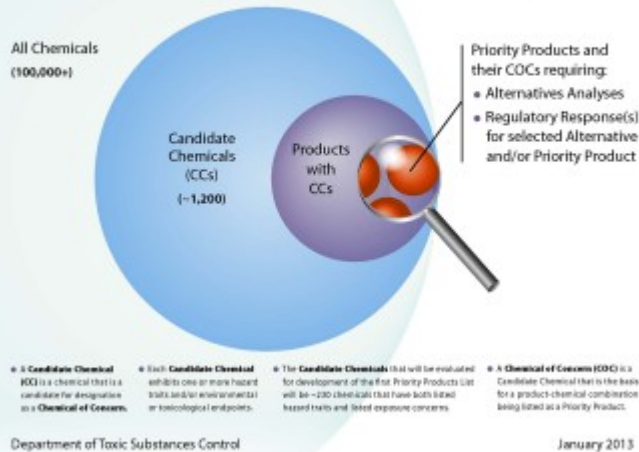 All Chemicals
(100,000+)
Candidate
Chemicals
(CCs)
(~1,200)
Products
with
CCs
Priority Products and
their COCs requiring:
• Alternatives Analyses
• Regulatory Response(s)
for selected Alternative
and/or Priority Product
• A Candidate Chemical
(CC) is a chemical that is a
candidate for designation
as a Chemical of Concern.
• Each Candidate Chemical
exhibits one or more hazard
traits and/or environmental
or toxicological endpoints.
• The Candidate Chemicals that will be evaluated
for development of the first Priority Products List
will be ~230 chemicals that have both listed
hazard traits and listed exposure concerns.
• A Chemical of Concern (COC) is a
Candidate Chemical that is the basis
for a product-chemical combination
being listed as a Priority Product.
Department of Toxic Substances Control
January 2013